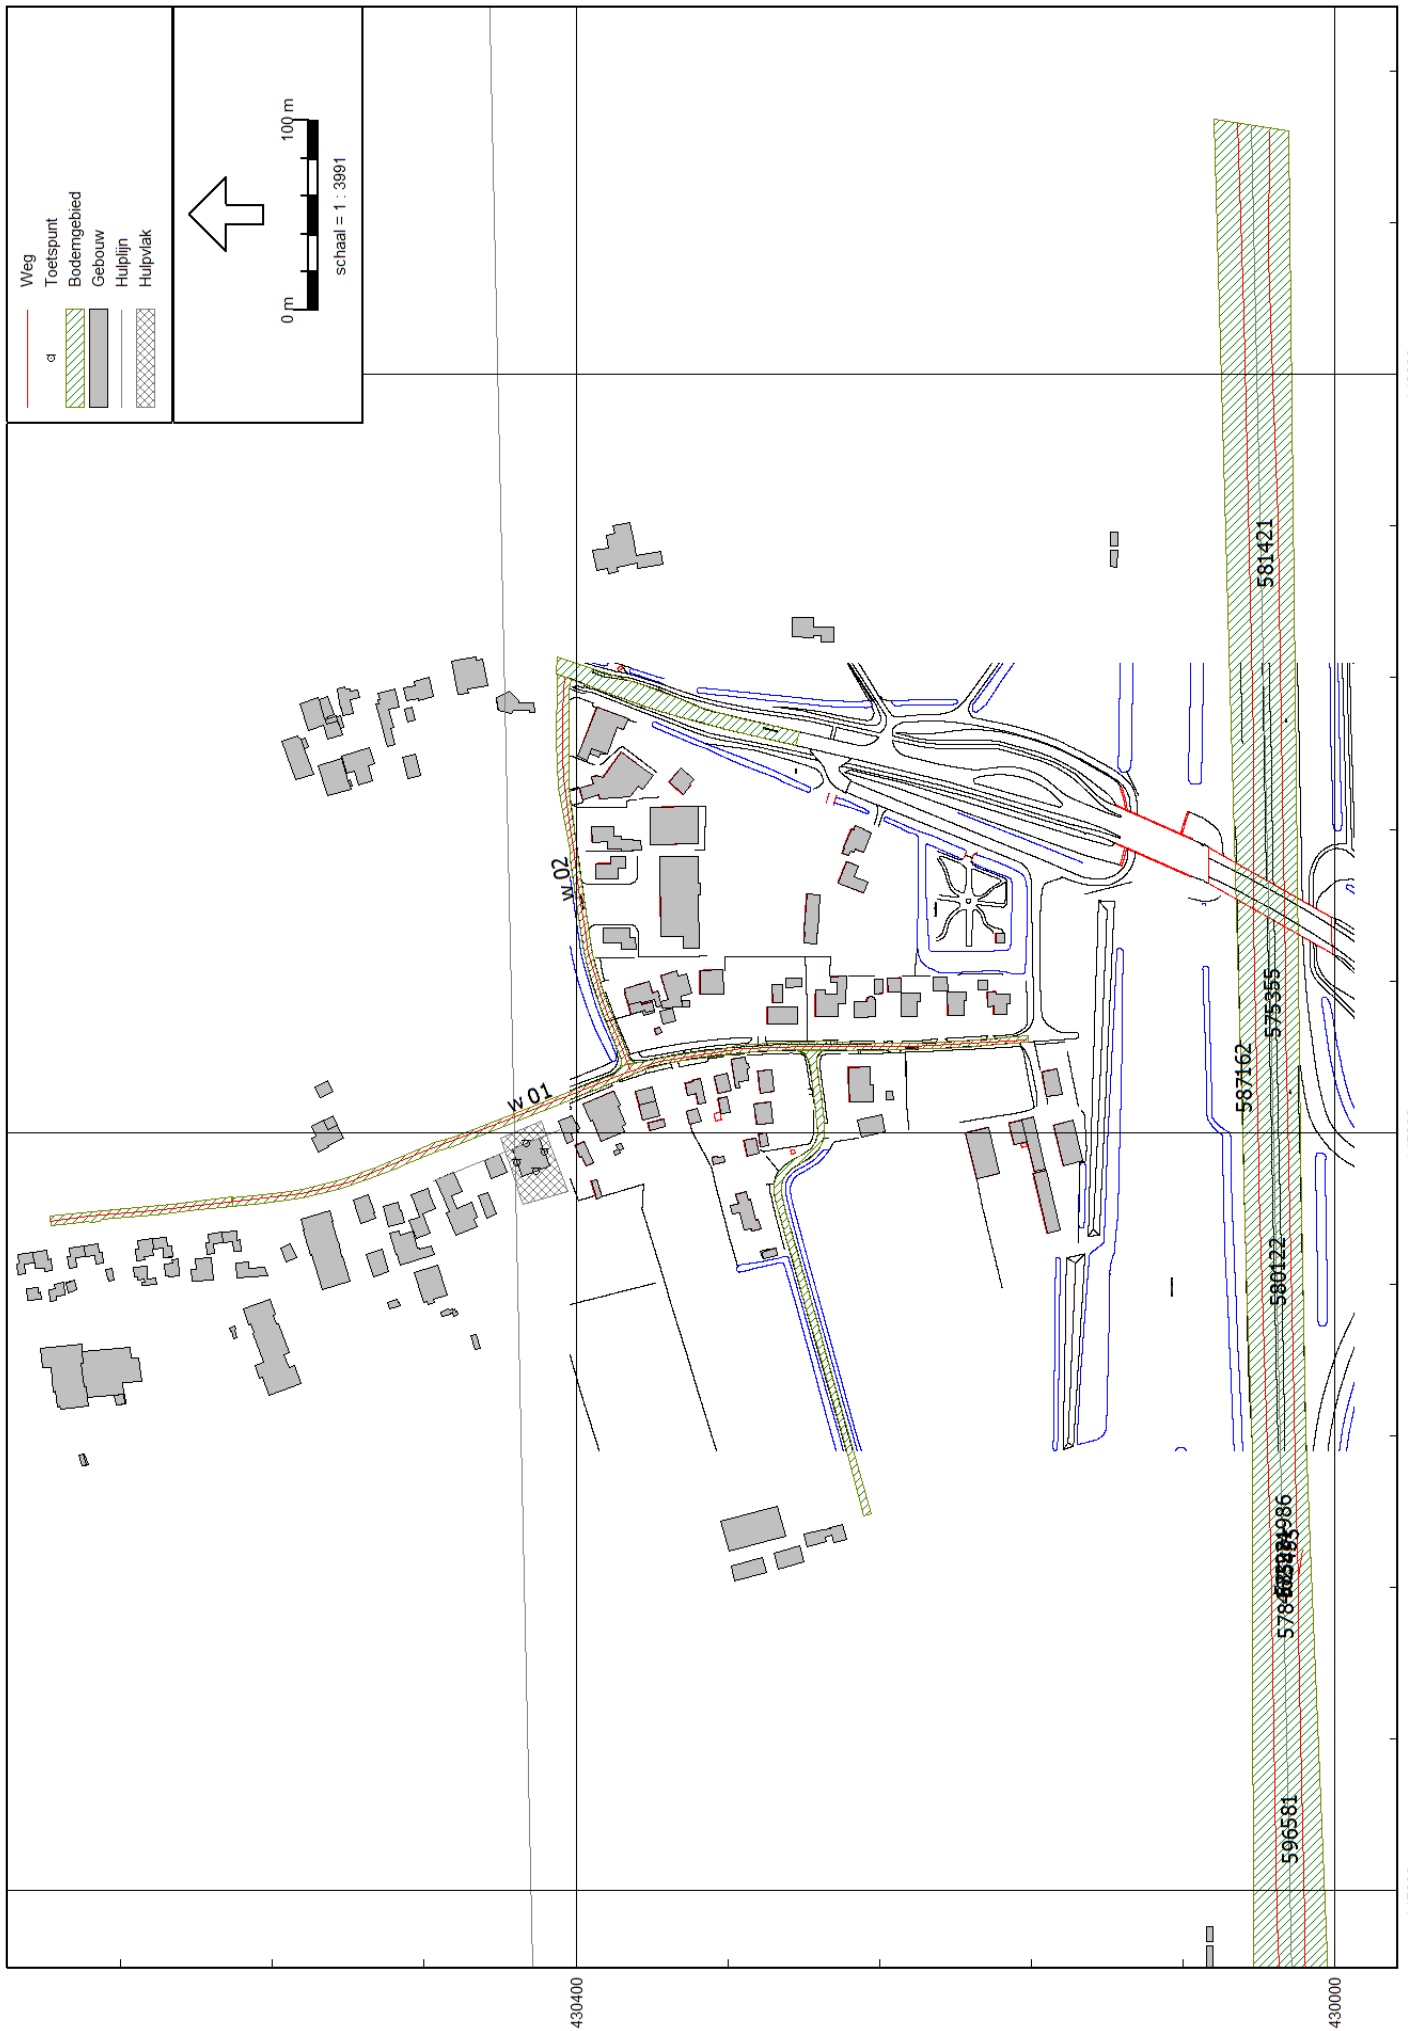 Weg
Toetspunt
Bodemgebied
Gebouw
Hulplijn
Hulpvlak
0 m
100 m
schaal = 1 : 3991
w 02
w 01
581421
575355
587162
580122
596581
430400
430000